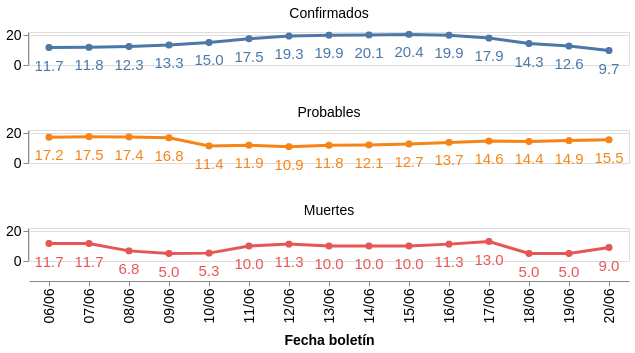 Confirmados
20
0
11.7 11.8 12.3 13.3 15.0 17.5 19.3 19.9 20.1 20.4 19.9 17.9 14.3 12.6 9.7
Probables
20
0
17.2 17.5 17.4 16.8 11.4 11.9 10.9 11.8 12.1 12.7 13.7 14.6 14.4 14.9 15.5
Muertes
20
0
11.7 11.7 6.8 5.0 5.3 10.0 11.3 10.0 10.0 10.0 11.3 13.0 5.0 5.0 9.0
06/06 07/06 08/06 09/06 10/06 11/06 12/06 13/06 14/06 15/06 16/06 17/06 18/06 19/06 20/06
Fecha boletín